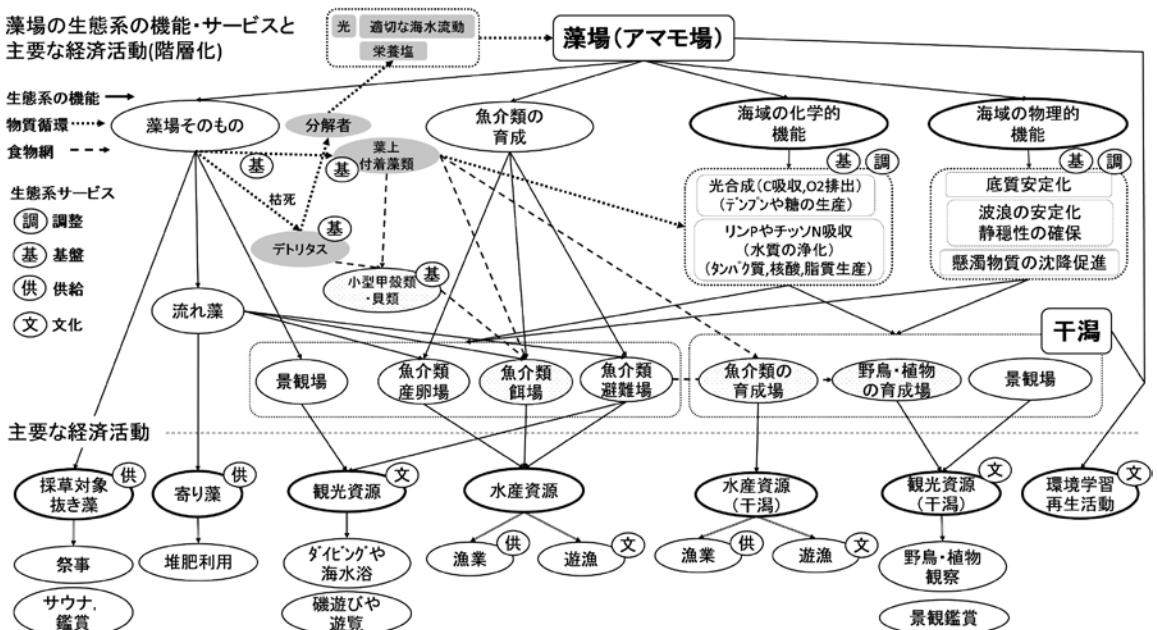 藻場の生態系の機能・サービスと
主要な経済活動(階層化)
光
適切な海水流動
栄養塩
藻場(アマモ場)
生態系の機能
物質循環
食物網
藻場そのもの
分解者
魚介類の
育成
海域の化学的
機能
海域の物理的
機能
基
葉上
付着藻類
基
基
調
基
調
生態系サービス
調 調整
基 基盤
供 供給
文 文化
枯死
デトリタス
基
小型甲殻類
・貝類
基
光合成(C吸収,O2排出)
(デンプンや糖の生産)
リンPやチッソN吸収
(水質の浄化)
(タンパク質,核酸,脂質生産)
底質安定化
波浪の安定化
静穏性の確保
懸濁物質の沈降促進
流れ藻
干潟
景観場
魚介類
産卵場
魚介類
餌場
魚介類
避難場
魚介類の
育成場
野鳥・植物
の育成場
景観場
主要な経済活動
採草対象
抜き藻
供
寄り藻
供
観光資源
文
水産資源
水産資源
(干潟)
観光資源
(干潟)
文
環境学習
再生活動
文
祭事
サウナ,
鑑賞
堆肥利用
ダイビングや
海水浴
磯遊びや
遊覧
漁業
供
遊漁
文
漁業
供
遊漁
文
野鳥・植物
観察
景観鑑賞